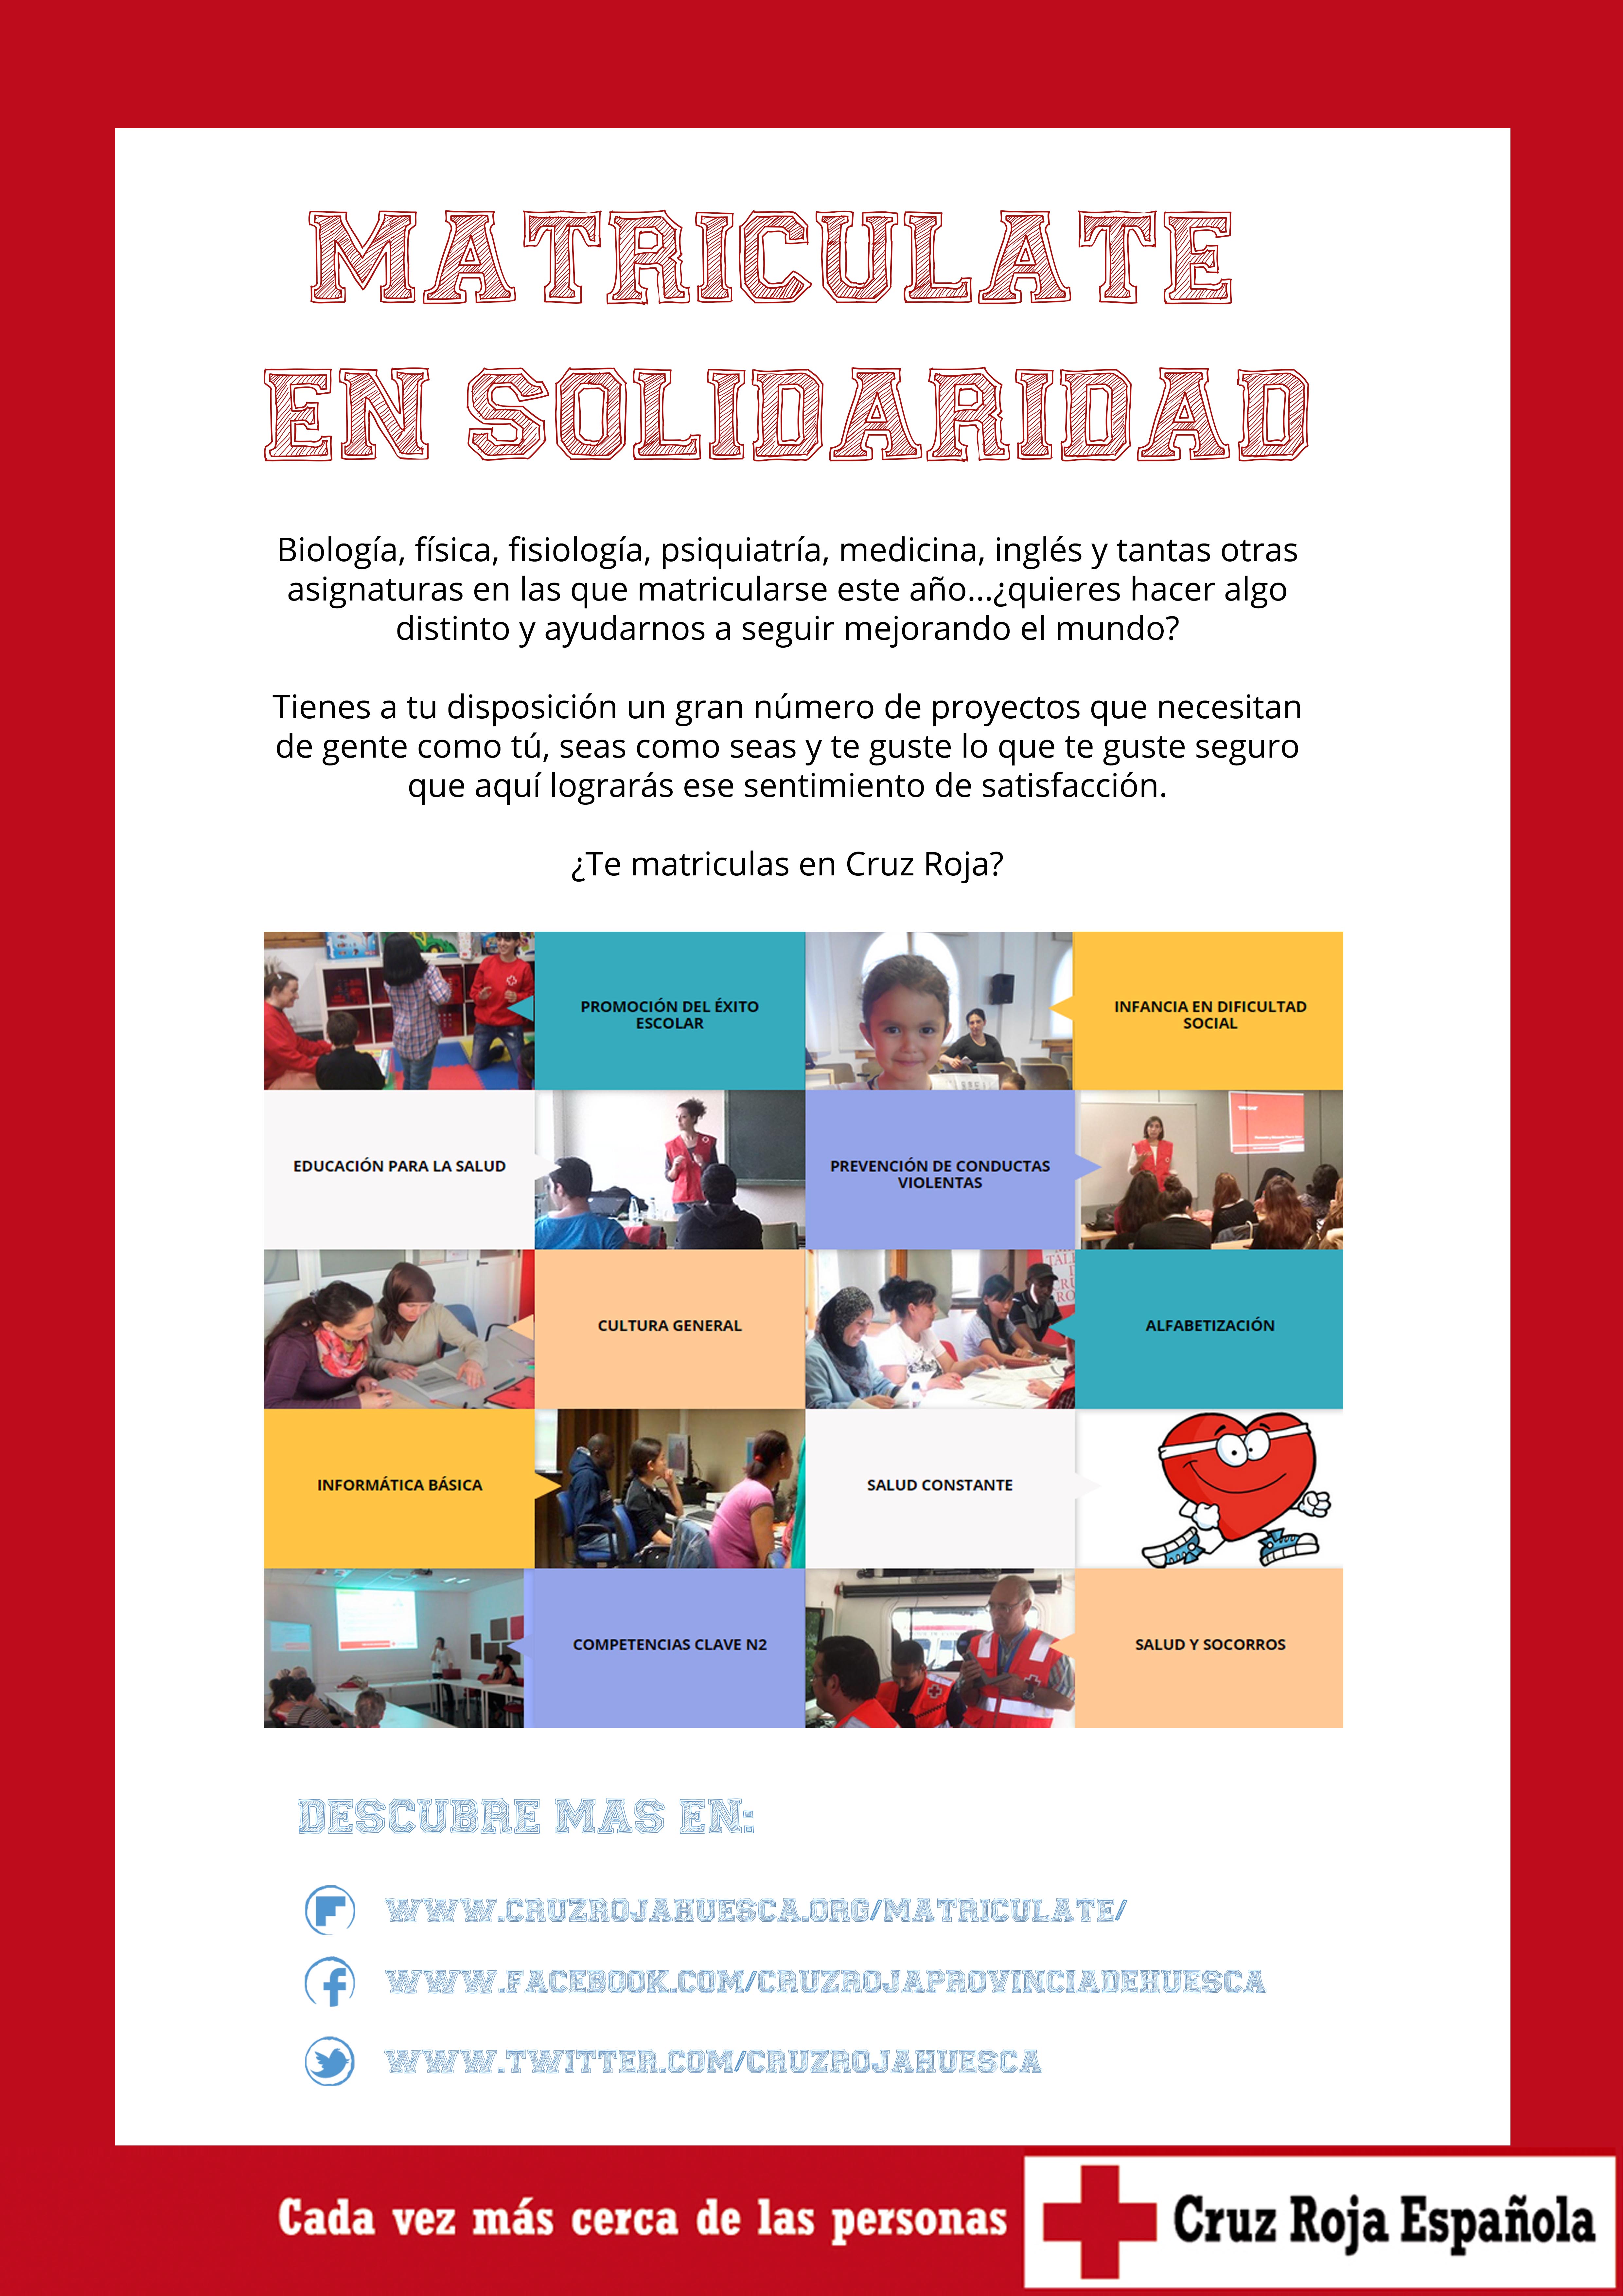 MATRICULATE
EN SOLIDARIDAD
Biología, física, fisiología, psiquiatría, medicina, inglés y tantas otras
asignaturas en las que matricularse este año...¿quieres hacer algo
distinto y ayudarnos a seguir mejorando el mundo?
Tienes a tu disposición un gran número de proyectos que necesitan
de gente como tú, seas como seas y te guste lo que te guste seguro
que aquí lograrás ese sentimiento de satisfacción.
¿Te matriculas en Cruz Roja?
PROMOCIÓN DEL ÉXITO
ESCOLAR
INFANCIA EN DIFICULTAD
SOCIAL
EDUCACIÓN PARA LA SALUD
PREVENCIÓN DE CONDUCTAS
VIOLENTAS
CULTURA GENERAL
ALFABETIZACIÓN
INFORMÁTICA BÁSICA
SALUD CONSTANTE
COMPETENCIAS CLAVE N2
SALUD Y SOCORROS
DESCUBRE MAS EN:
WWW.CRUZROJAHUESCA.ORG/MATRICULATE/
WWW.FACEBOOK.COM/CRUZROJAPROVINCIADEHUESCA
WWW.TWITTER.COM/CRUZROJAHUESCA
Cada vez más cerca de las personas
Cruz Roja Española